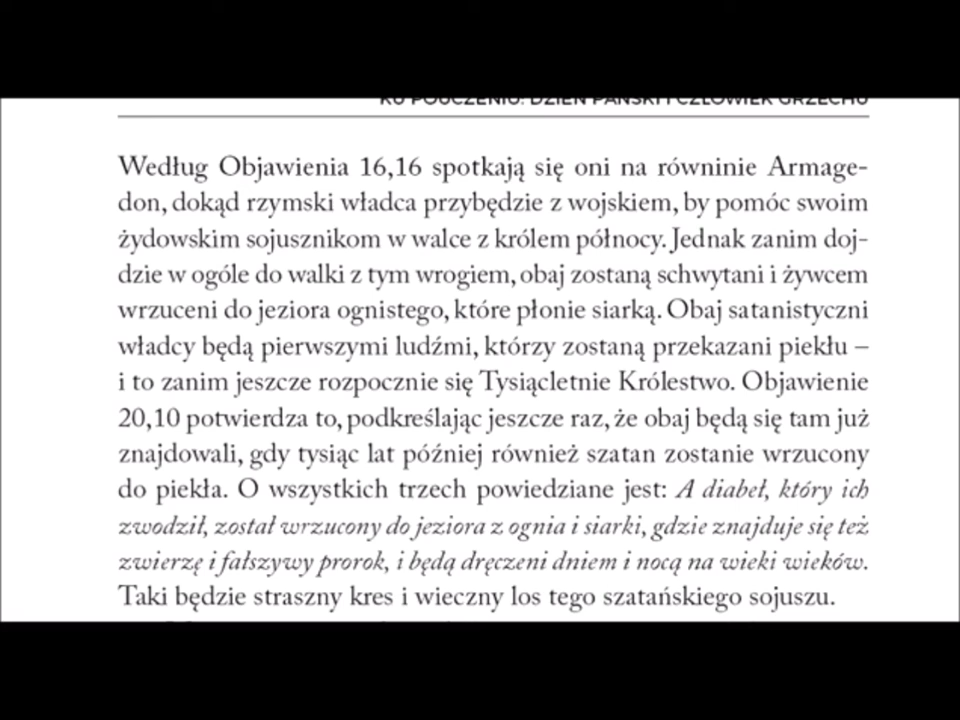 KU POUCZENIU: DZIEŃ PAŃSKI I CZŁOWIEK GRZECHU
Według Objawienia 16,16 spotkają się oni na równinie Armage-
don, dokąd rzymski władca przybędzie z wojskiem, by pomóc swoim
żydowskim sojusznikom w walce z królem północy. Jednak zanim doj-
dzie w ogóle do walki z tym wrogiem, obaj zostaną schwytani i żywcem
wrzuceni do jeziora ognistego, które płonie siarką. Obaj satanistyczni
władcy będą pierwszymi ludźmi, którzy zostaną przekazani piekłu –
i to zanim jeszcze rozpocznie się Tysiącletnie Królestwo. Objawienie
20,10 potwierdza to, podkreślając jeszcze raz, że obaj będą się tam już
znajdowali, gdy tysiąc lat później również szatan zostanie wrzucony
do piekła. O wszystkich trzech powiedziane jest: A diabeł, który ich
zwodził, został wrzucony do jeziora z ognia i siarki, gdzie znajduje się też
zwierzę i fałszywy prorok, i będą dręczeni dniem i nocą na wieki wieków.
Taki będzie straszny kres i wieczny los tego szatańskiego sojuszu.